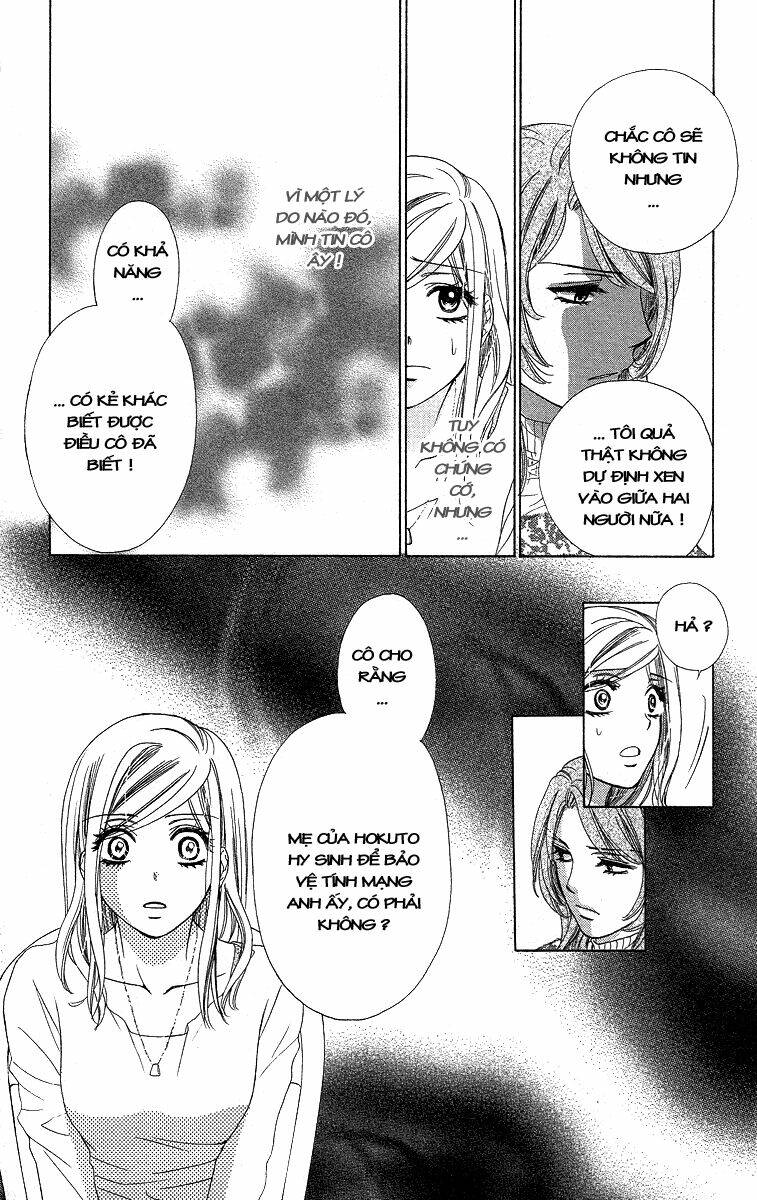 CHẮC CÔ SẼ
KHÔNG TIN
NHƯNG
...
... TÔI QUẢ
THẬT KHÔNG
DỰ ĐỊNH XEN
VÀO GIỮA HAI
NGƯỜI NỮA !
TUY
KHÔNG CÓ
CHỨNG
CỚ,
NHƯNG
...
VÌ MỘT LÝ
DO NÀO ĐÓ,
MÌNH TIN CÔ
ẤY !
CÓ KHẢ
NĂNG
...
... CÓ KẺ KHÁC
BIẾT ĐƯỢC
ĐIỀU CÔ ĐÃ
BIẾT !
HẢ ?
CÔ CHO
RẰNG
...
MẸ CỦA HOKUTO
HY SINH ĐỂ BẢO
VỆ TÍNH MẠNG
ANH ẤY, CÓ PHẢI
KHÔNG ?